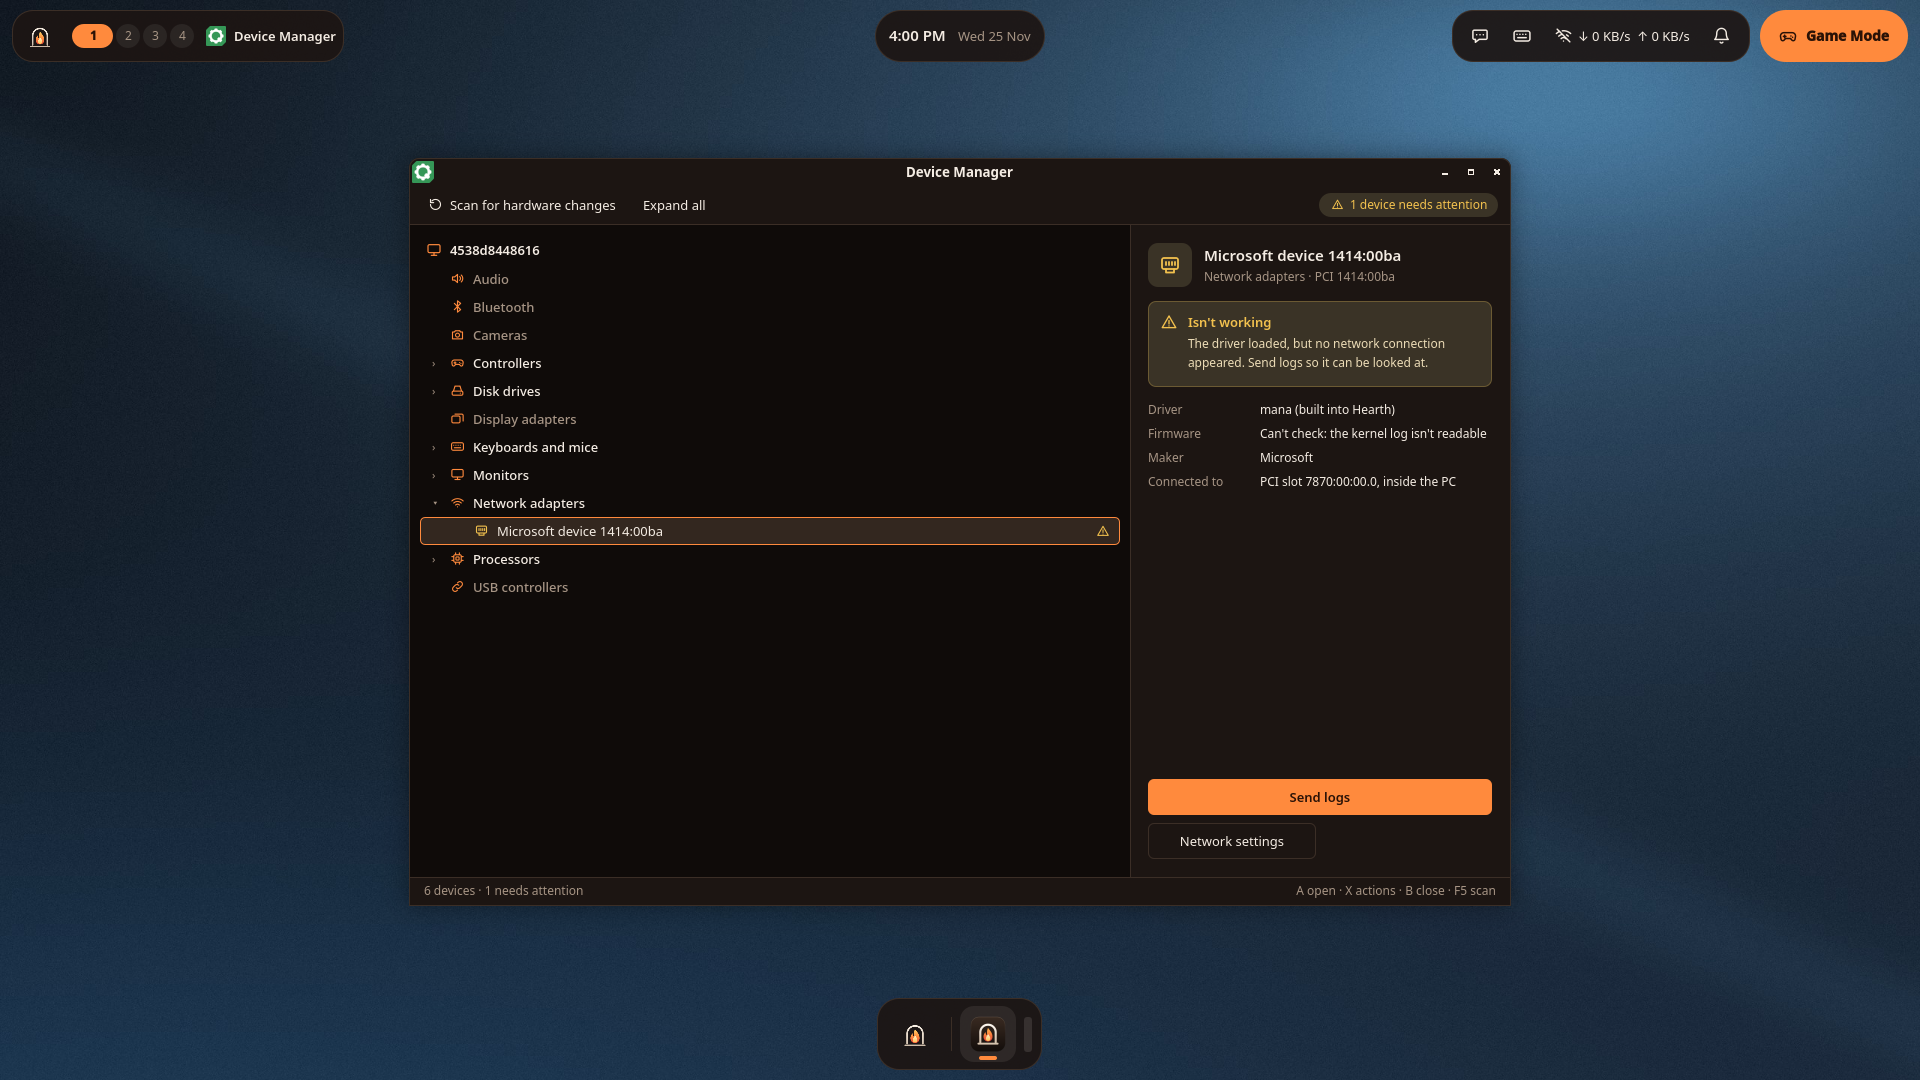 1 2 3 4 Device Manager
4:00 PM Wed 25 Nov
↓ 0 KB/s ↑ 0 KB/s
Game Mode
Device Manager
Scan for hardware changes Expand all
1 device needs attention
4538d8448616
Audio
Bluetooth
Cameras
Controllers
Disk drives
Display adapters
Keyboards and mice
Monitors
Network adapters
Microsoft device 1414:00ba
Processors
USB controllers
Microsoft device 1414:00ba
Network adapters · PCI 1414:00ba
Isn't working
The driver loaded, but no network connection
appeared. Send logs so it can be looked at.
Driver mana (built into Hearth)
Firmware Can't check: the kernel log isn't readable
Maker Microsoft
Connected to PCI slot 7870:00:00.0, inside the PC
Send logs
Network settings
6 devices · 1 needs attention
A open · X actions · B close · F5 scan